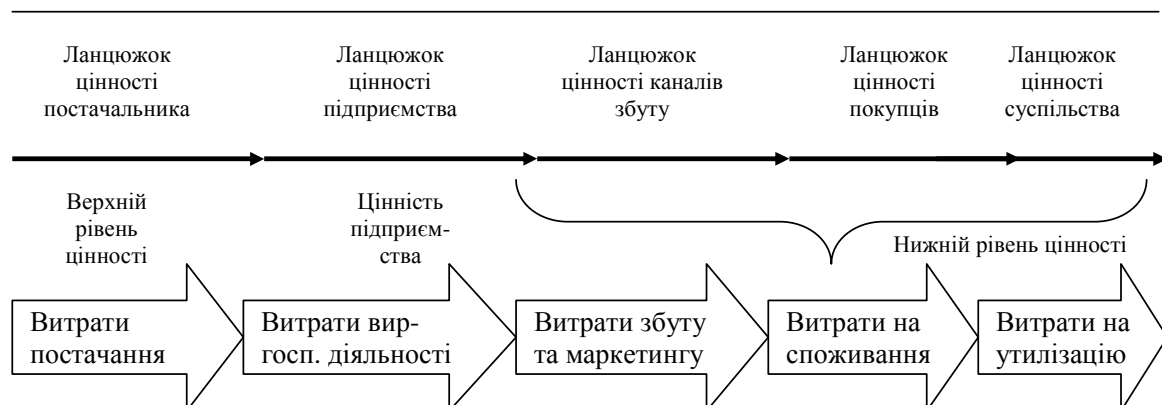 Ланцюжок
цінності
постачальника
Ланцюжок
цінності
підприємства
Ланцюжок
цінності каналів
збуту
Ланцюжок
цінності
покупців
Ланцюжок
цінності
суспільства
Верхній
рівень
цінності
Цінність
підприєм-
ства
Нижній рівень цінності
Витрати
постачання
Витрати вир-
госп. діяльності
Витрати збуту
та маркетингу
Витрати на
споживання
Витрати на
утилізацію